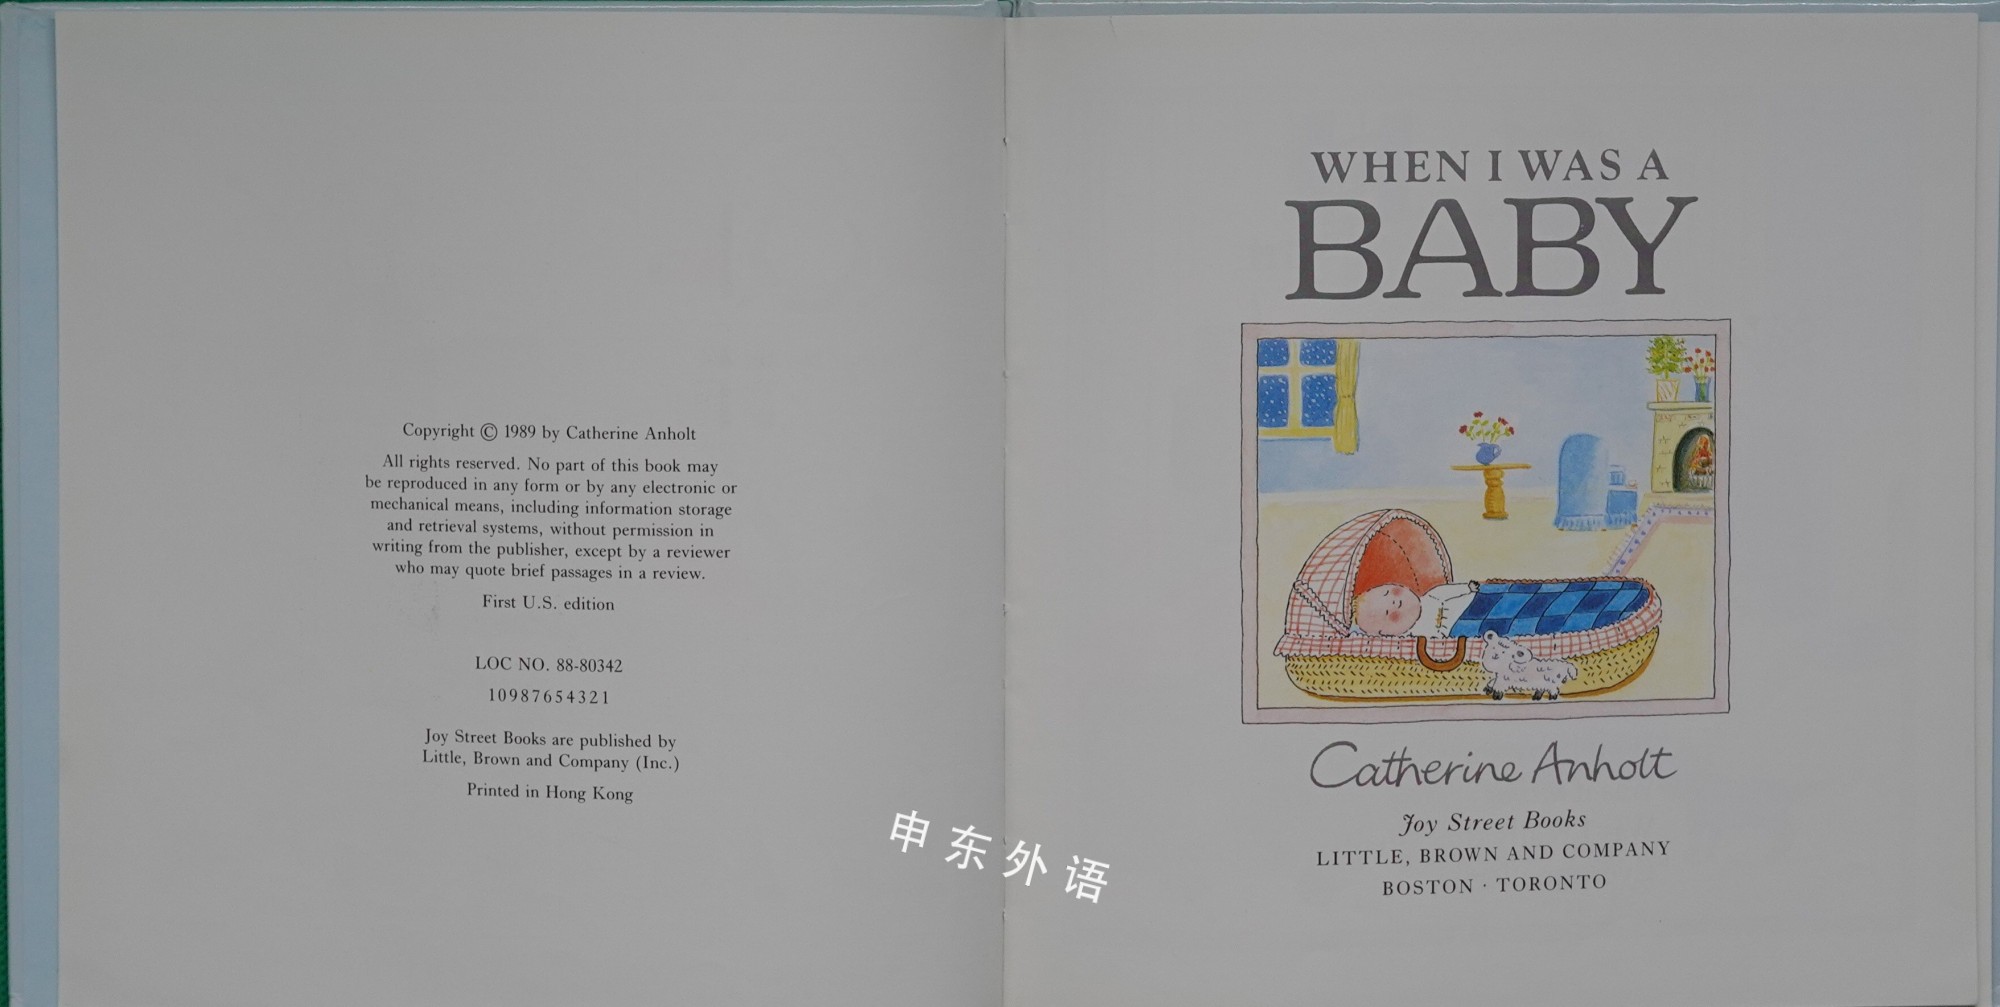 Copyright © 1989 by Catherine Anholt
All rights reserved. No part of this book may
be reproduced in any form or by any electronic or
mechanical means, including information storage
and retrieval systems, without permission in
writing from the publisher, except by a reviewer
who may quote brief passages in a review.
First U.S. edition
LOC NO. 88-80342
10987654321
Joy Street Books are published by
Little, Brown and Company (Inc.)
Printed in Hong Kong
WHEN I WAS A
BABY
Catherine Anholt
Joy Street Books
LITTLE, BROWN AND COMPANY
BOSTON · TORONTO
申东外语